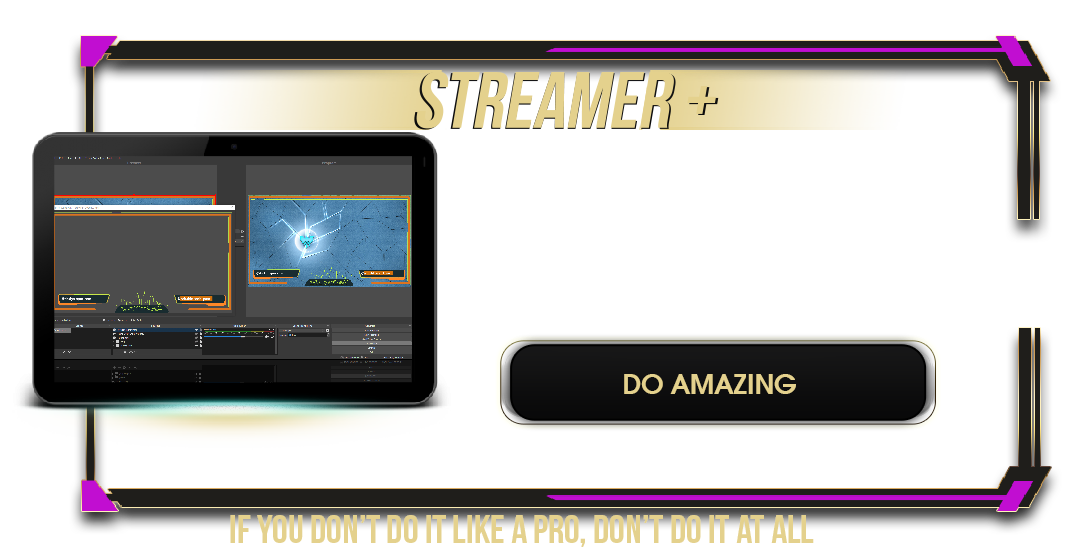 STREAMER +
DO AMAZING
IF YOU DON'T DO IT LIKE A PRO, DON'T DO IT AT ALL